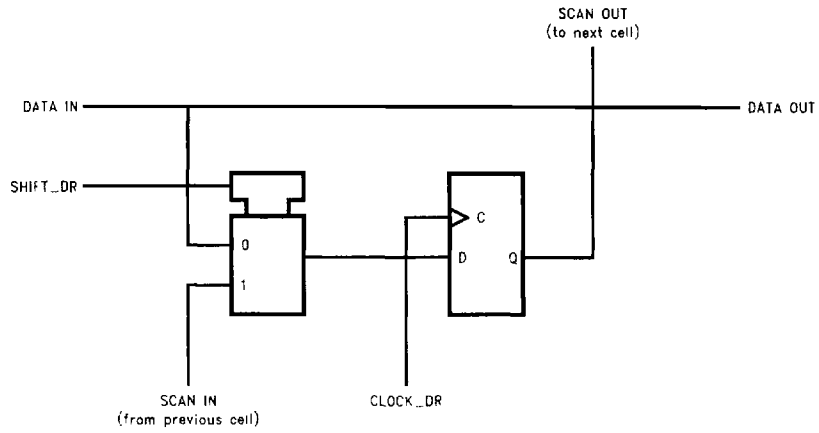 SCAN OUT
(to next cell)
DATA IN
DATA OUT
SHIFT_DR
C
0
D
Q
1
SCAN IN
(from previous cell)
CLOCK_DR